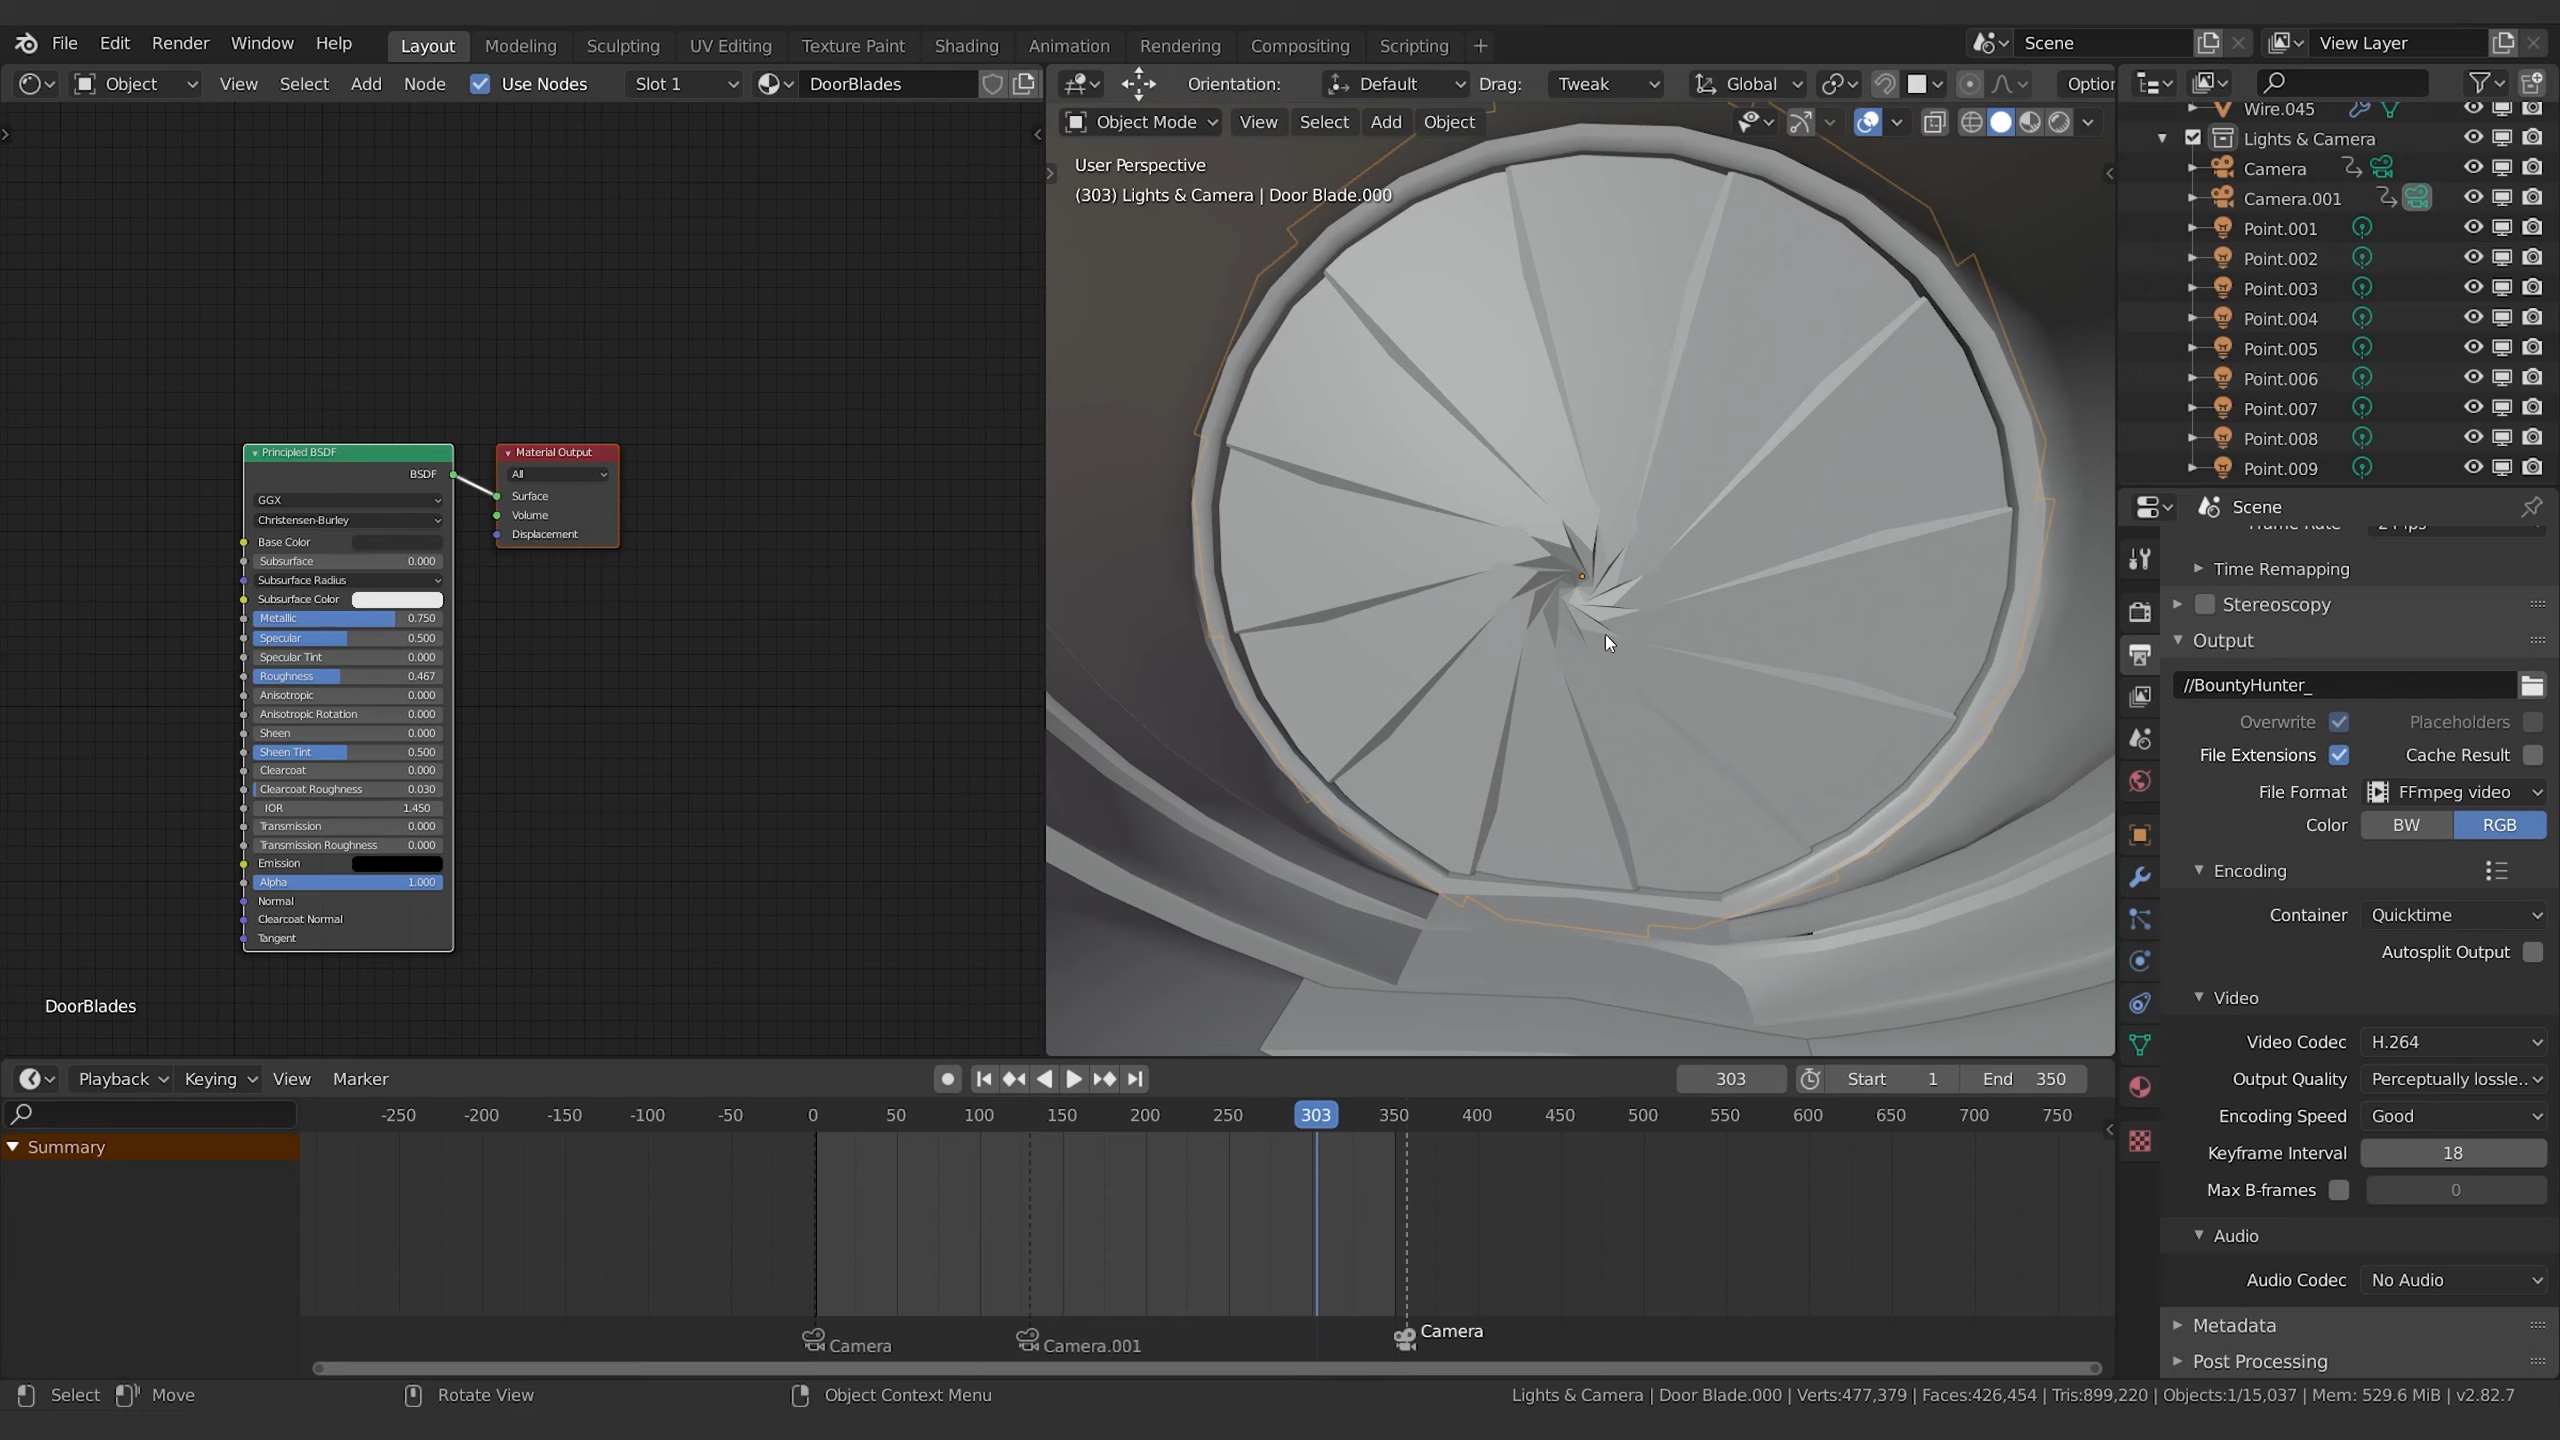 File Edit Render Window Help Layout Modeling Sculpting UV Editing Texture Paint Shading Animation Rendering Compositing Scripting + Scene View Layer
Object View Select Add Node Use Nodes Slot 1 DoorBlades Orientation: Default Drag: Tweak Global Option
Object Mode View Select Add Object
User Perspective
(303) Lights & Camera | Door Blade.000
Wire.045
Lights & Camera
Camera
Camera.001
Point.001
Point.002
Point.003
Point.004
Point.005
Point.006
Point.007
Point.008
Point.009
Principled BSDF
BSDF
GGX
Christensen-Burley
Base Color
Subsurface 0.000
Subsurface Radius
Subsurface Color
Metallic 0.750
Specular 0.500
Specular Tint 0.000
Roughness 0.467
Anisotropic 0.000
Anisotropic Rotation 0.000
Sheen 0.000
Sheen Tint 0.500
Clearcoat 0.000
Clearcoat Roughness 0.030
IOR 1.450
Transmission 0.000
Transmission Roughness 0.000
Emission
Alpha 1.000
Normal
Clearcoat Normal
Tangent
Material Output
All
Surface
Volume
Displacement
DoorBlades
Scene
Frame Rate 24 fps
Time Remapping
Stereoscopy
Output
//BountyHunter_
Overwrite Placeholders
File Extensions Cache Result
File Format FFmpeg video
Color BW RGB
Encoding
Container Quicktime
Autosplit Output
Video
Video Codec H.264
Output Quality Perceptually lossle..
Encoding Speed Good
Keyframe Interval 18
Max B-frames 0
Audio
Audio Codec No Audio
Metadata
Post Processing
Playback Keying View Marker 303 Start 1 End 350
-250 -200 -150 -100 -50 0 50 100 150 200 250 303 350 400 450 500 550 600 650 700 750
Summary
Camera Camera.001 Camera
Select Move Rotate View Object Context Menu Lights & Camera | Door Blade.000 | Verts:477,379 | Faces:426,454 | Tris:899,220 | Objects:1/15,037 | Mem: 529.6 MiB | v2.82.7